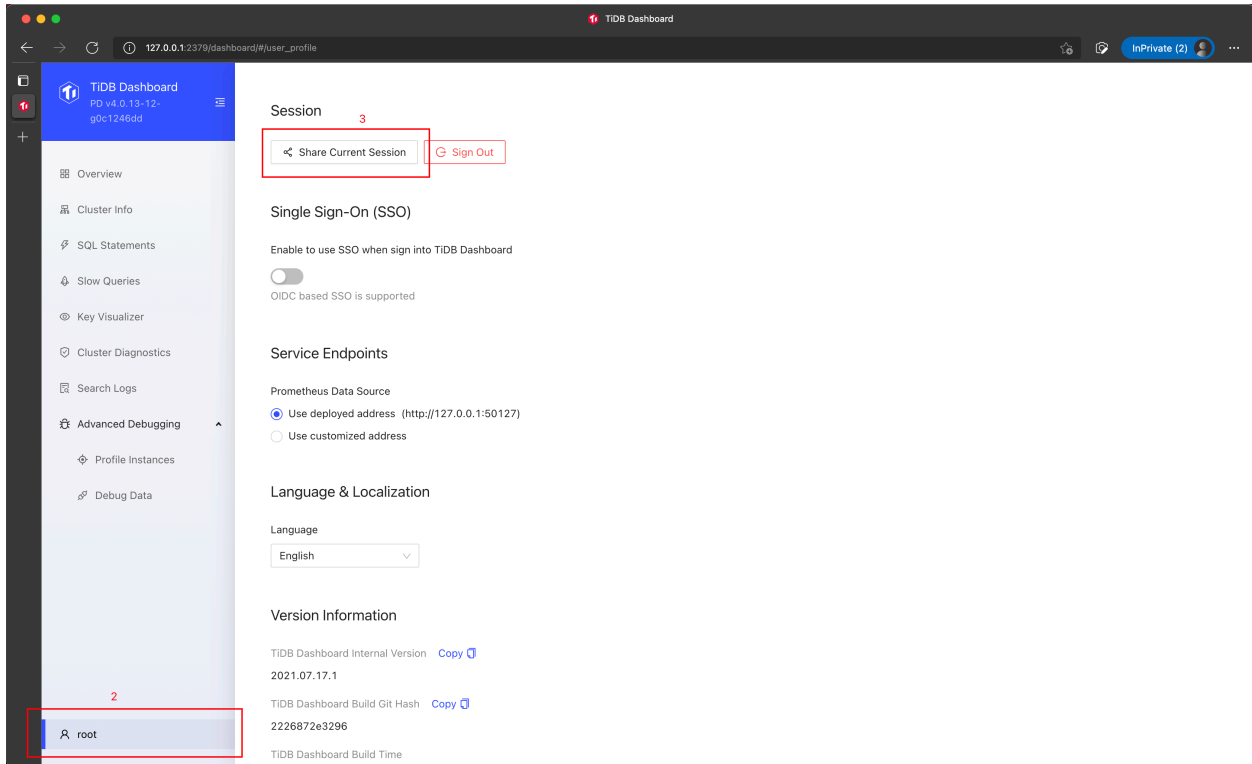 TiDB Dashboard
127.0.0.1:2379/dashboard/#/user_profile
InPrivate (2)
TiDB Dashboard
PD v4.0.13-12-
g0c1246dd
Overview
Cluster Info
SQL Statements
Slow Queries
Key Visualizer
Cluster Diagnostics
Search Logs
Advanced Debugging
Profile Instances
Debug Data
2
root
Session
3
Share Current Session
Sign Out
Single Sign-On (SSO)
Enable to use SSO when sign into TiDB Dashboard
OIDC based SSO is supported
Service Endpoints
Prometheus Data Source
Use deployed address (http://127.0.0.1:50127)
Use customized address
Language & Localization
Language
English
Version Information
TiDB Dashboard Internal Version Copy
2021.07.17.1
TiDB Dashboard Build Git Hash Copy
2226872e3296
TiDB Dashboard Build Time